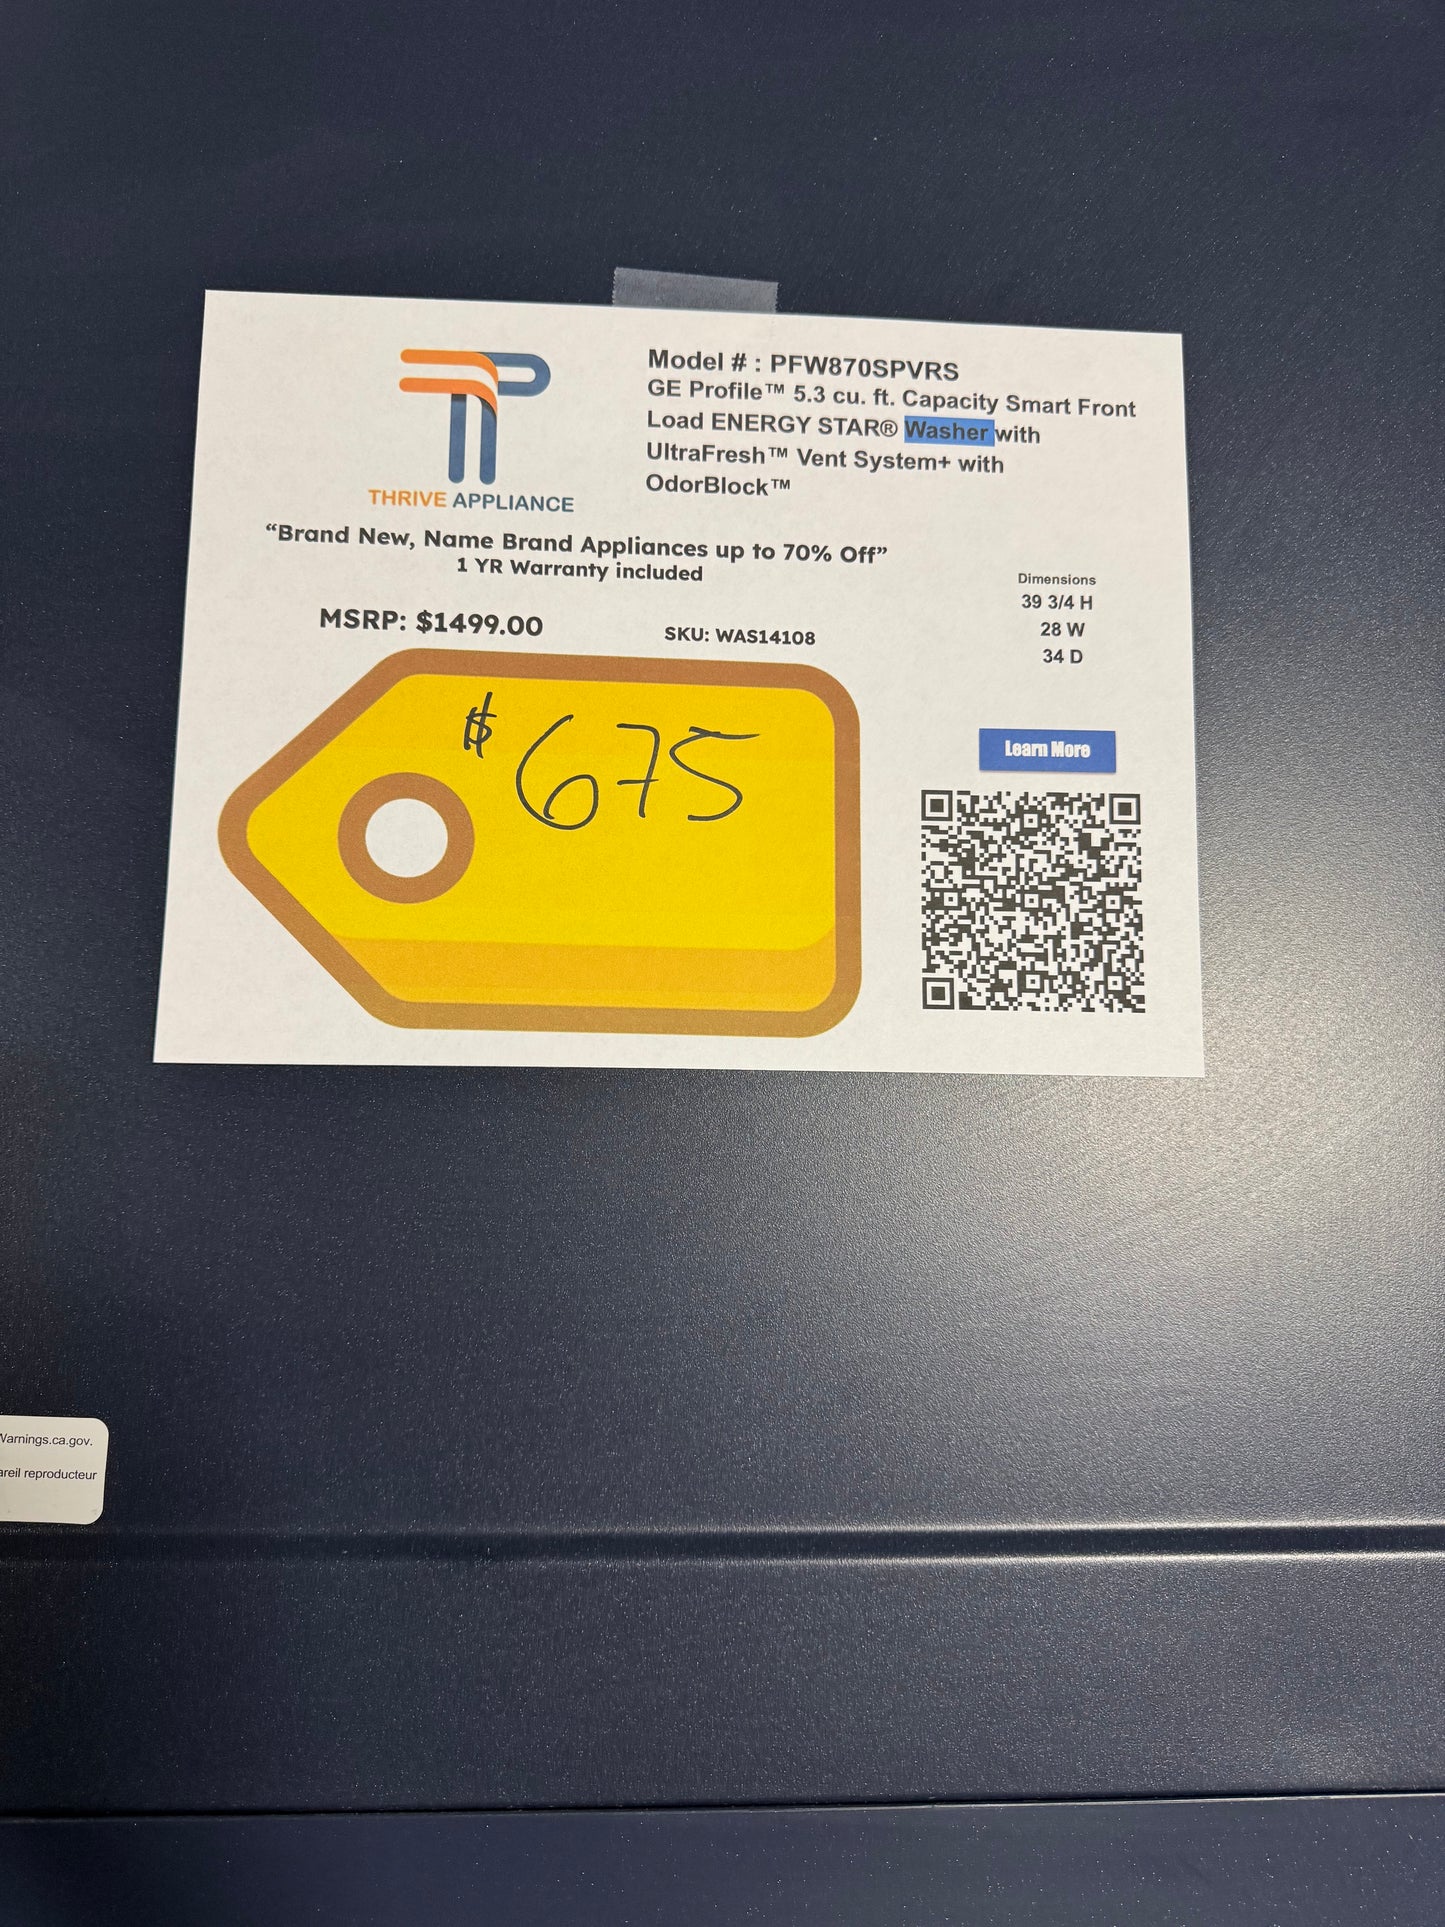 Model # : PFW870SPVRS
GE Profile™ 5.3 cu. ft. Capacity Smart Front
Load ENERGY STAR® Washer with
UltraFresh™ Vent System+ with
OdorBlock™
THRIVE APPLIANCE
“Brand New, Name Brand Appliances up to 70% Off”
1 YR Warranty included
MSRP: $1499.00
SKU: WAS14108
Dimensions
39 3/4 H
28 W
34 D
$675
Learn More
Warnings.ca.gov.
reproducteur